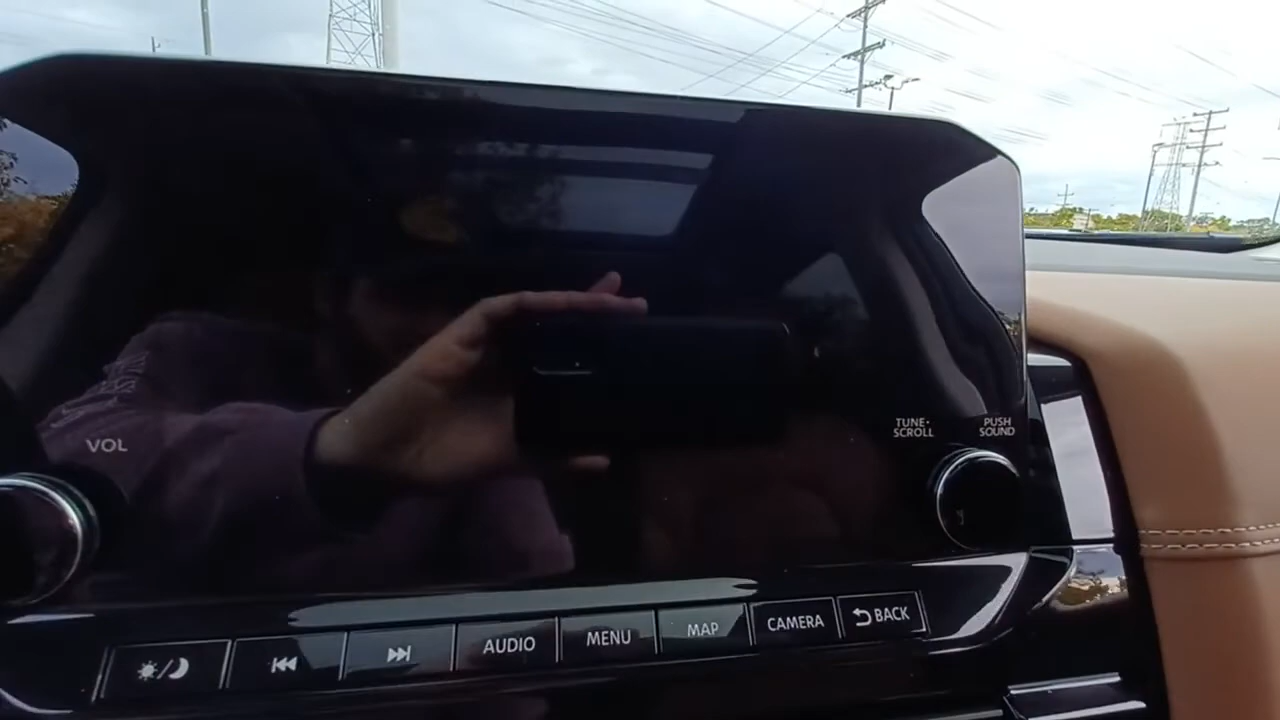 VOL
TUNE·
SCROLL
PUSH
SOUND
AUDIO
MENU
MAP
CAMERA
BACK